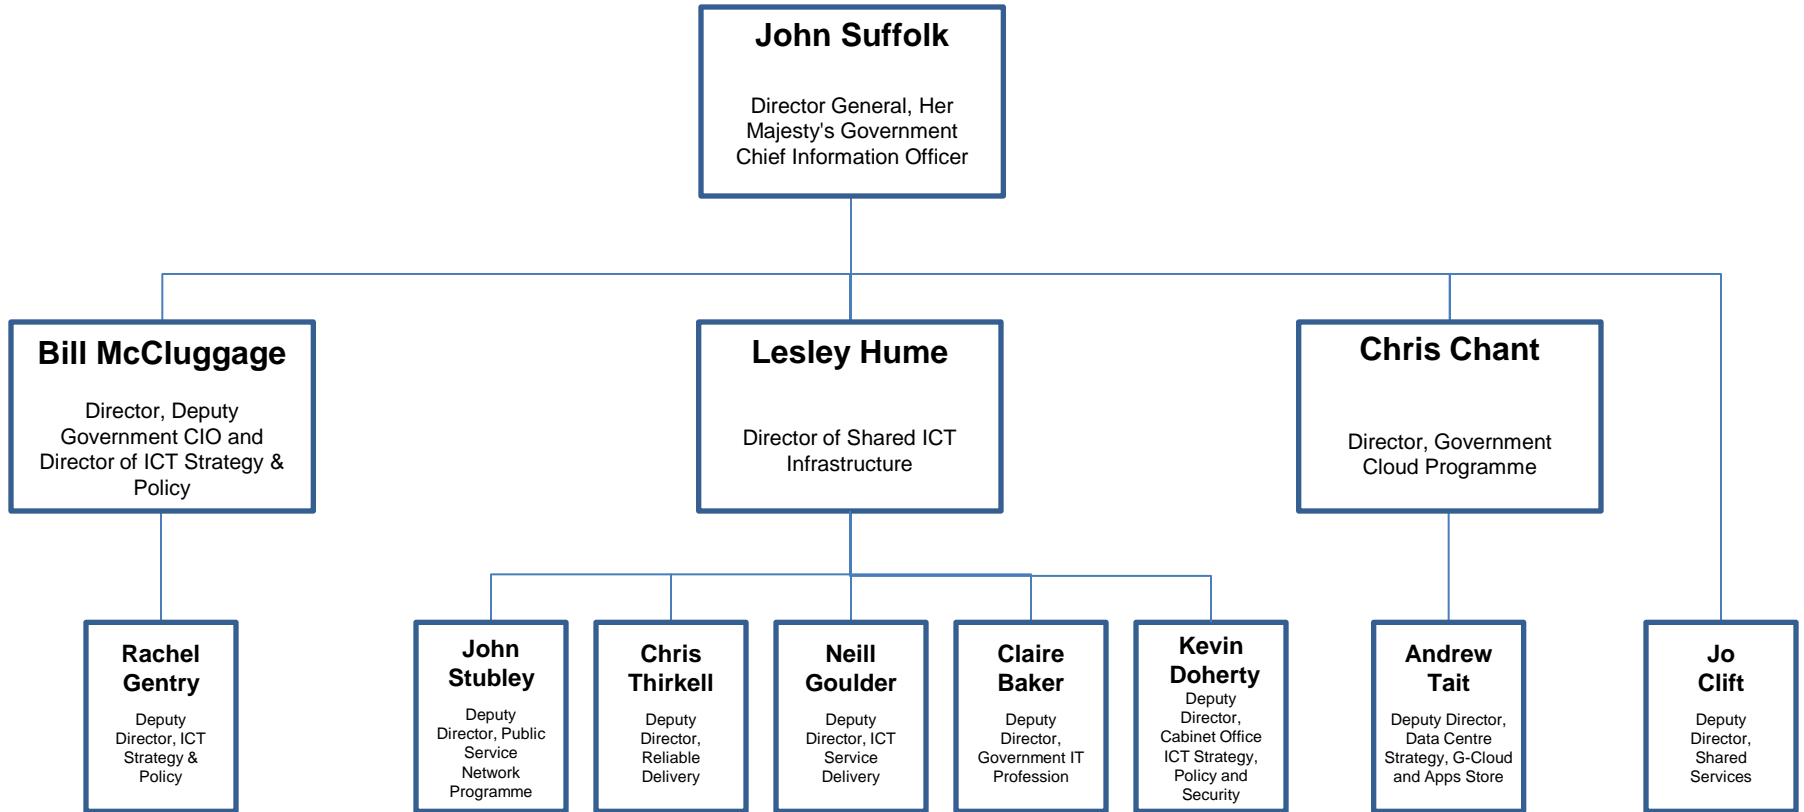 John Suffolk
Director General, Her
Majesty's Government
Chief Information Officer
Bill McCluggage
Director, Deputy
Government CIO and
Director of ICT Strategy &
Policy
Lesley Hume
Director of Shared ICT
Infrastructure
Chris Chant
Director, Government
Cloud Programme
Rachel
Gentry
Deputy
Director, ICT
Strategy &
Policy
John
Stubley
Deputy
Director, Public
Service
Network
Programme
Chris
Thirkell
Deputy
Director,
Reliable
Delivery
Neill
Goulder
Deputy
Director, ICT
Service
Delivery
Claire
Baker
Deputy
Director,
Government IT
Profession
Kevin
Doherty
Deputy
Director,
Cabinet Office
ICT Strategy,
Policy and
Security
Andrew
Tait
Deputy Director,
Data Centre
Strategy, G-Cloud
and Apps Store
Jo
Clift
Deputy
Director,
Shared
Services